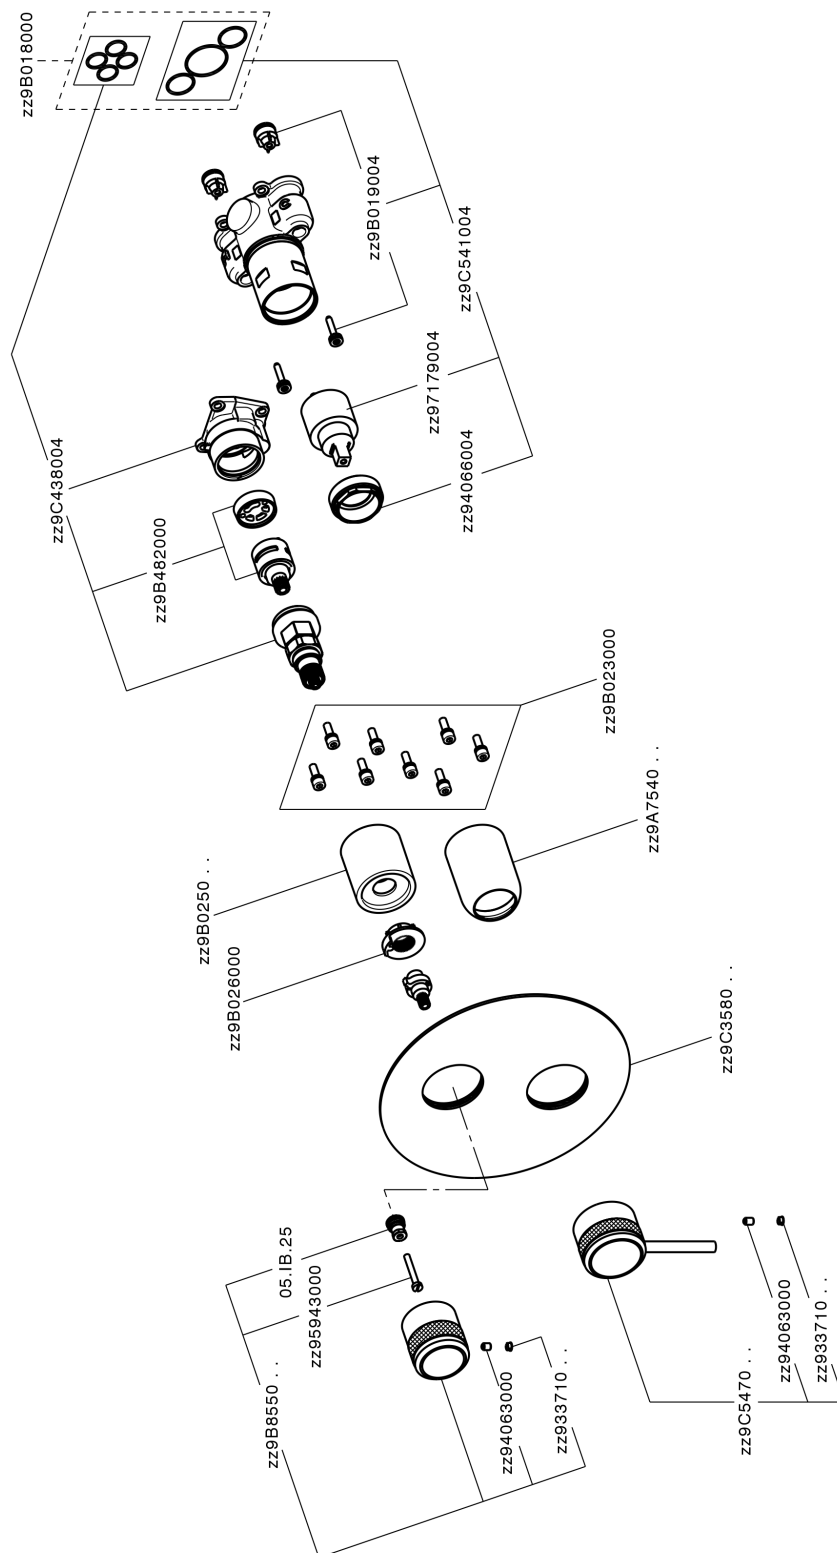 zz9B018000
zz9B019004
zz9C541004
zz97179004
zz94066004
zz9C438004
zz9B482000
zz9B023000
zz9A7540 . .
zz9B0250 . .
zz9B026000
zz9C3580 . .
05.IB.25
zz95943000
zz9B8550 . .
zz94063000
zz933710 . .
zz9C5470 . .
zz94063000
zz933710 . .